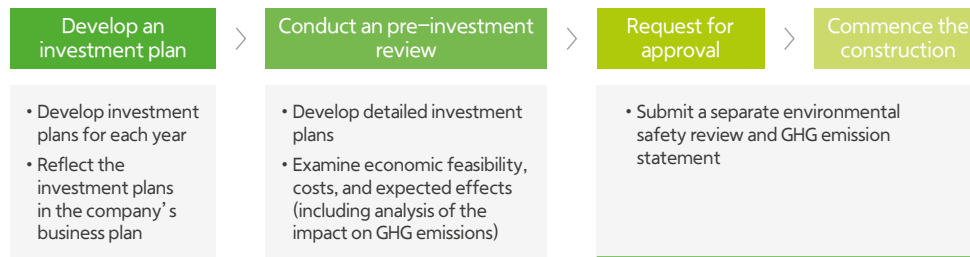 Develop an
investment plan
Conduct an pre-investment
review
Request for
approval
Commence the
construction
• Develop investment
plans for each year
• Reflect the
investment plans
in the company's
business plan
• Develop detailed investment
plans
• Examine economic feasibility,
costs, and expected effects
(including analysis of the
impact on GHG emissions)
• Submit a separate environmental
safety review and GHG emission
statement